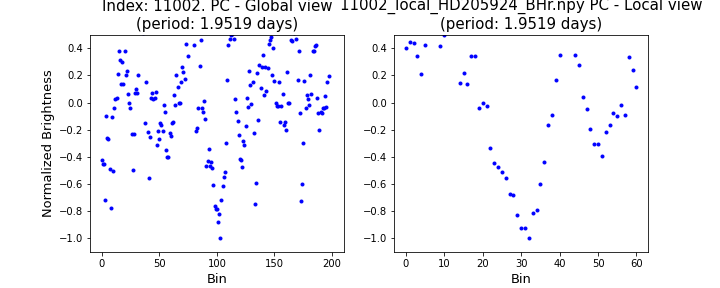 Index: 11002. PC - Global view
(period: 1.9519 days)
11002_local_HD205924_BHr.npy PC - Local view
(period: 1.9519 days)
Normalized Brightness
0.4
0.2
0.0
−0.2
−0.4
−0.6
−0.8
−1.0
0 50 100 150 200
Bin
0.4
0.2
0.0
−0.2
−0.4
−0.6
−0.8
−1.0
0 10 20 30 40 50 60
Bin